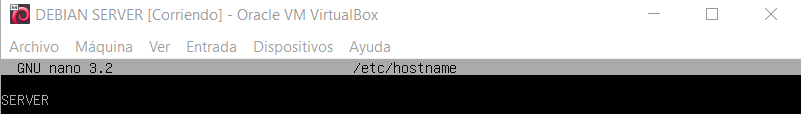 DEBIAN SERVER [Corriendo] - Oracle VM VirtualBox
Archivo Máquina Ver Entrada Dispositivos Ayuda
GNU nano 3.2 /etc/hostname
SERVER